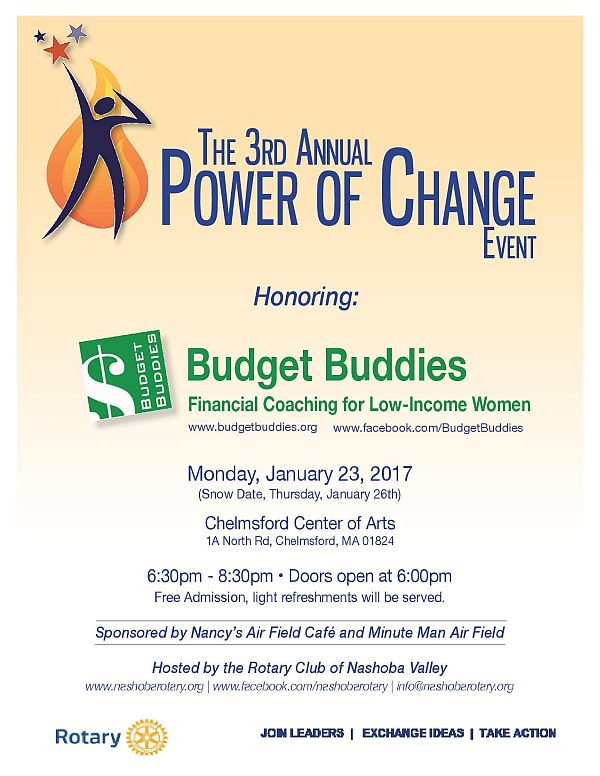 The 3rd Annual
Power of Change
Event
Honoring:
$ Budget Buddies
Budget Buddies
Financial Coaching for Low-Income Women
www.budgetbuddies.org www.facebook.com/BudgetBuddies
Monday, January 23, 2017
(Snow Date, Thursday, January 26th)
Chelmsford Center of Arts
1A North Rd, Chelmsford, MA 01824
6:30pm - 8:30pm • Doors open at 6:00pm
Free Admission, light refreshments will be served.
Sponsored by Nancy's Air Field Café and Minute Man Air Field
Hosted by the Rotary Club of Nashoba Valley
www.nashobarotary.org | www.facebook.com/nashobarotary | info@nashobarotary.org
Rotary
JOIN LEADERS | EXCHANGE IDEAS | TAKE ACTION